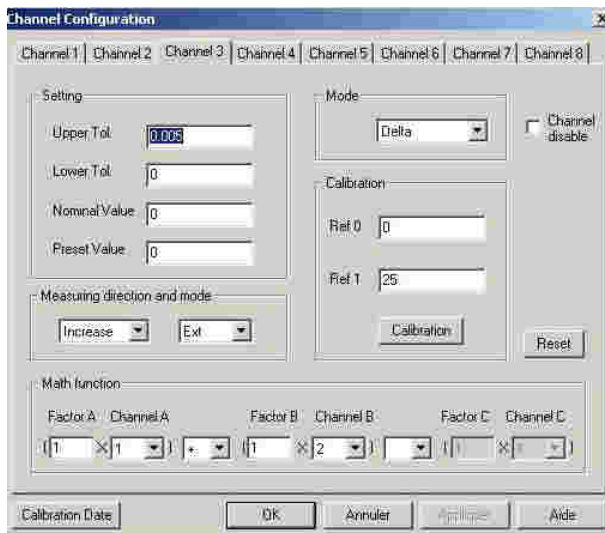 Channel Configuration
Channel 1 Channel 2 Channel 3 Channel 4 Channel 5 Channel 6 Channel 7 Channel 8
Setting
Upper Tol. 0.005
Lower Tol. 0
Nominal Value 0
Preset Value 0
Mode
Delta
Channel disable
Calibration
Ref 0 0
Ref 1 25
Calibration
Measuring direction and mode
Increase Ext
Reset
Math function
Factor A Channel A Factor B Channel B Factor C Channel C
( 1 X 1 ) + ( 1 X 2 ) ( X )
Calibration Date OK Annuler Appliquer Aide